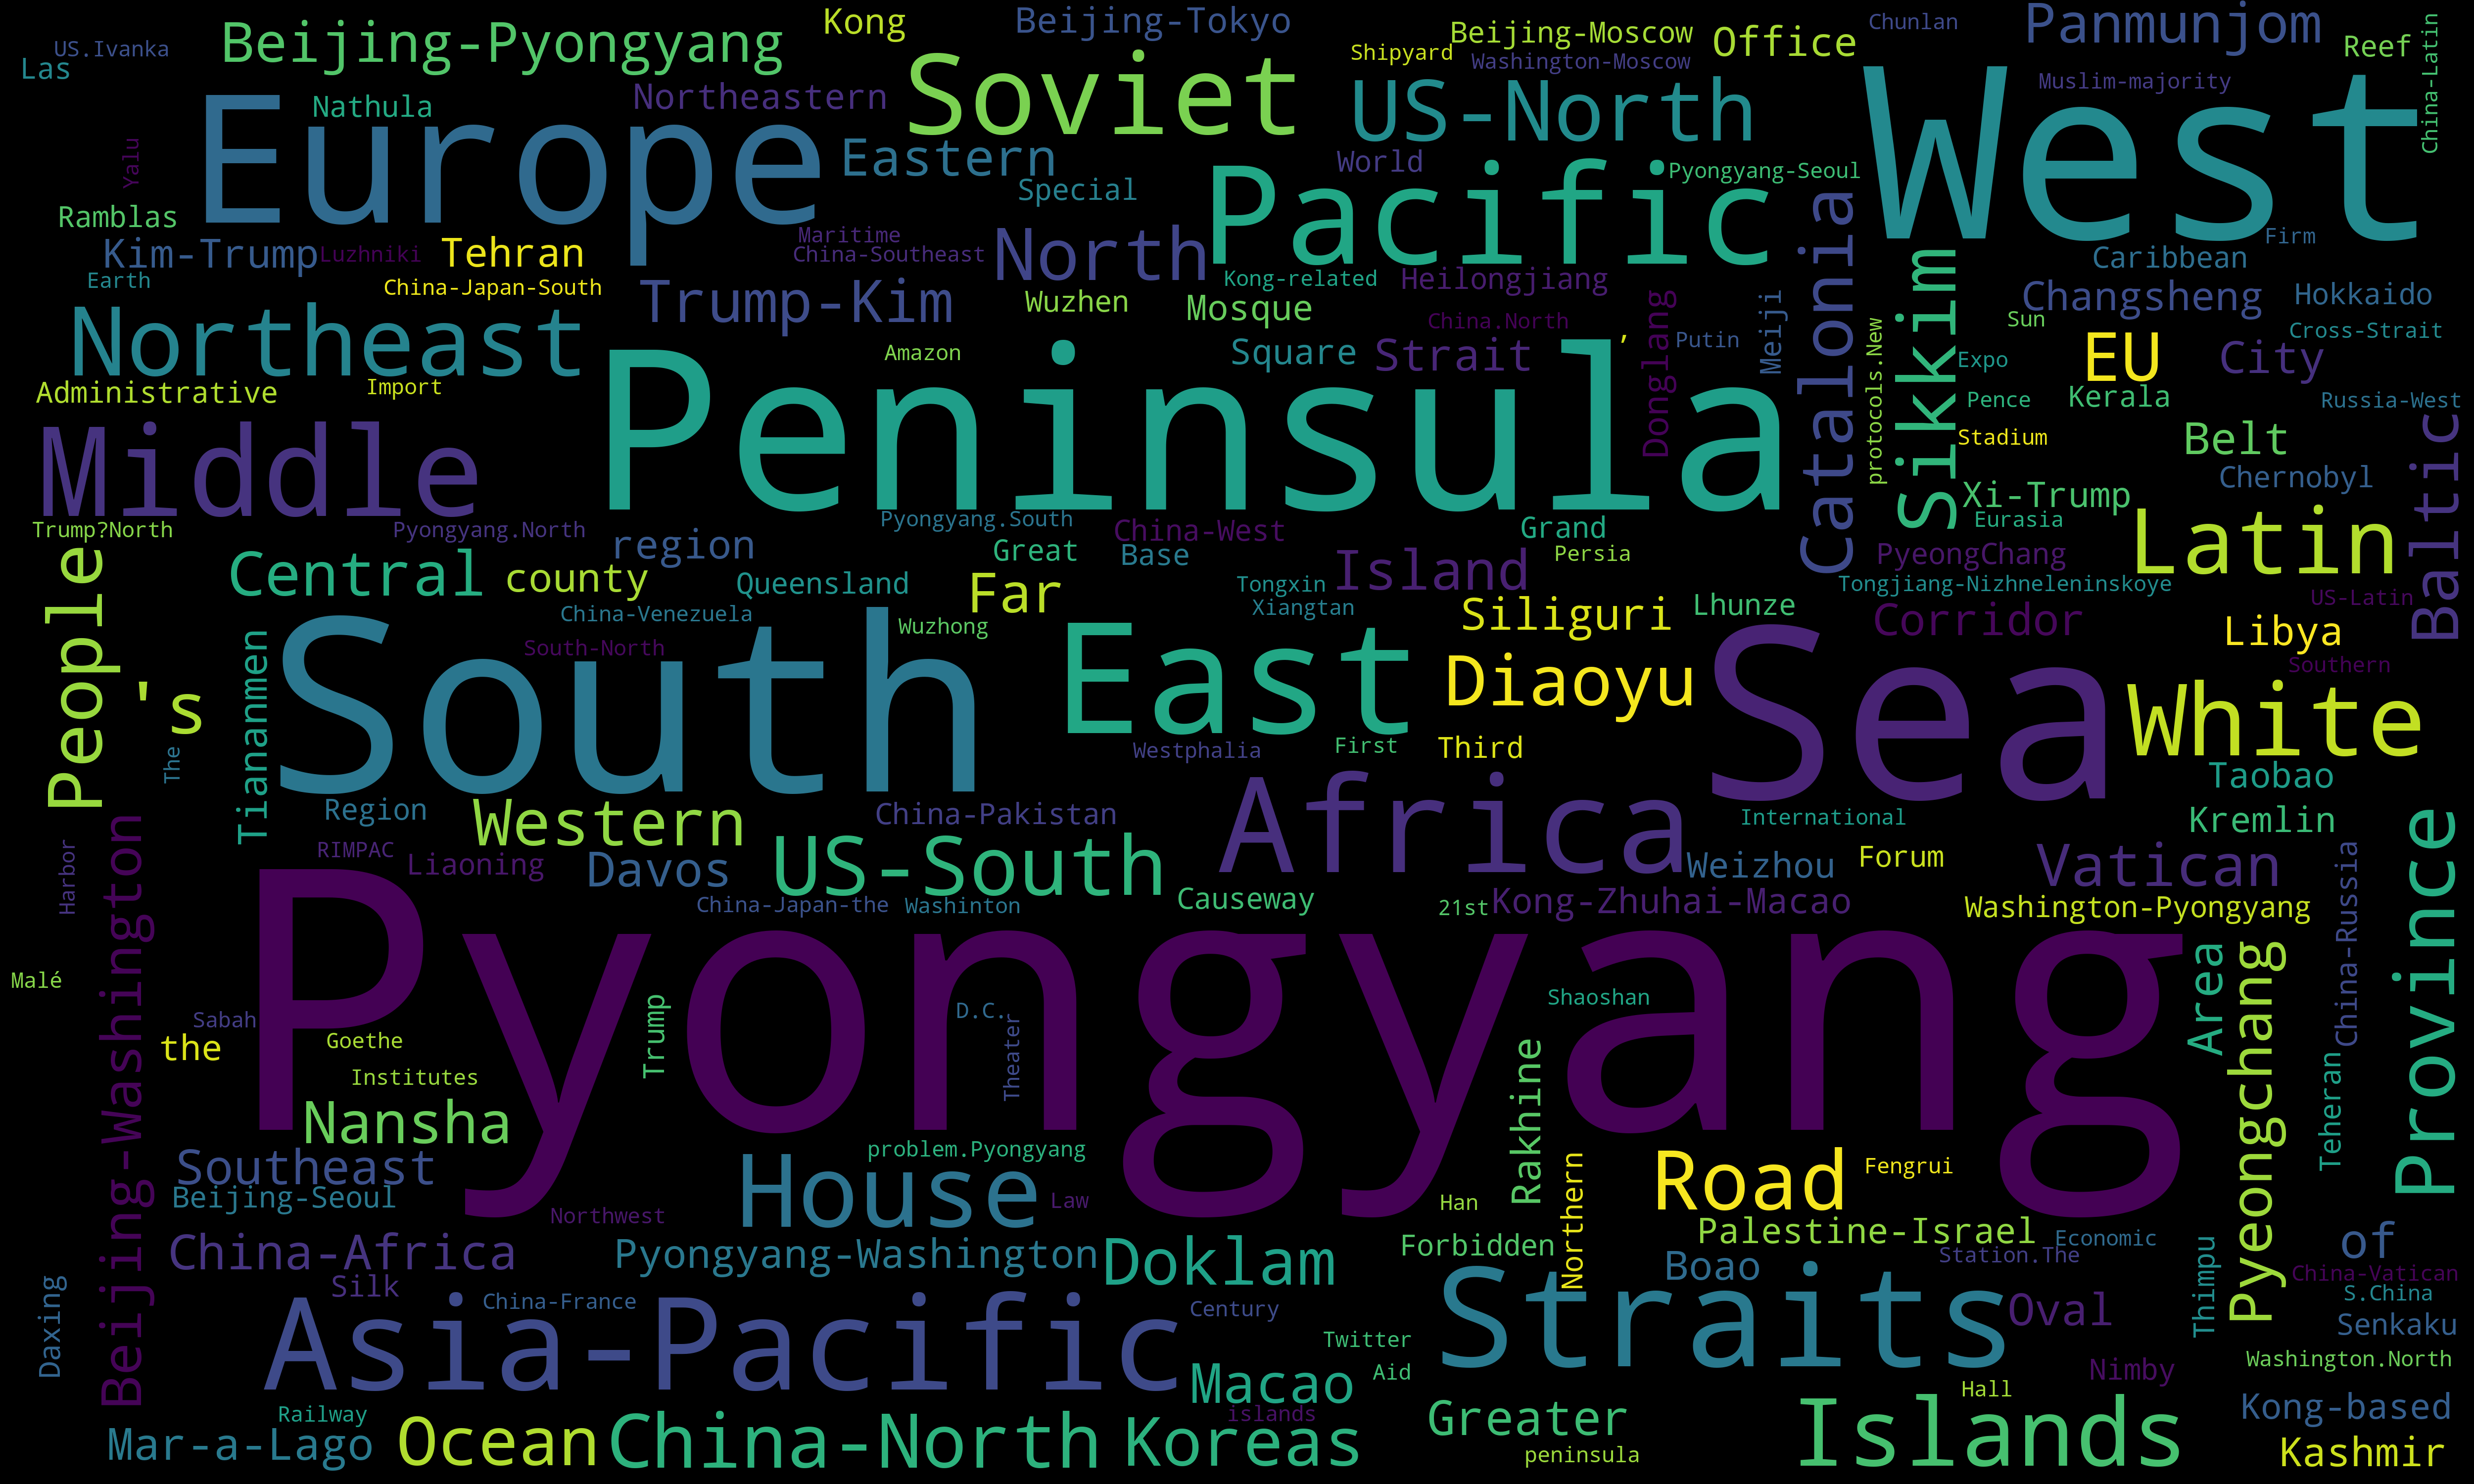 US.Ivanka
Las
Beijing-Pyongyang
Kong
Beijing-Tokyo
Shipyard
Beijing-Moscow
Washington-Moscow
Office
Chunlan
Panmunjom
Reef
China-Latin
Nathula
Northeastern
Soviet
US-North
Muslim-majority
West
Europe
Eastern
World
Pyongyang-Seoul
Yalu
Special
Pacific
Ramblas
Kim-Trump
Luzhniki
Tehran
Maritime
China-Southeast
North
Catalonia
Firm
Earth
China-Japan-South
Kong-related
Heilongjiang
Caribbean
Northeast
Trump-Kim
Wuzhen
Mosque
China.North
Donglang
Meiji
Sikkim
Changsheng
Hokkaido
Sun
Cross-Strait
Amazon
Square
Strait
,
Putin
protocols.New
Expo
EU
City
Administrative
Import
Peninsula
Pence
Kerala
Russia-West
Middle
Stadium
Belt
Baltic
Chernobyl
Xi-Trump
Trump?North
Pyongyang.North
Pyongyang.South
China-West
Grand
Eurasia
Latin
region
Great
Base
Persia
PyeongChang
People
Central
county
Queensland
Far
Tongxin
Island
Tongjiang-Nizhneleninskoye
China-Venezuela
Xiangtan
Siliguri
Lhunze
Corridor
US-Latin
Wuzhong
Libya
South-North
South
East
Diaoyu
Sea
Southern
's
Tiananmen
White
The
Westphalia
First
Third
Taobao
Region
Western
China-Pakistan
Africa
International
Kremlin
Province
RIMPAC
Liaoning
Davos
US-South
Weizhou
Forum
Vatican
Harbor
Beijing-Washington
China-Japan-the
Washinton
Causeway
21st
Kong-Zhuhai-Macao
Washington-Pyongyang
China-Russia
Malé
Pyongyang
Shaoshan
Area
Pyeongchang
Sabah
Trump
D.C.
the
Goethe
Theater
Rakhine
Teheran
Institutes
Nansha
problem.Pyongyang
Southeast
House
Northern
Road
Fengrui
Beijing-Seoul
Northwest
Law
Han
China-Africa
Pyongyang-Washington
Doklam
Forbidden
Palestine-Israel
Economic
of
Station.The
Silk
Boao
Thimpu
China-Vatican
Daxing
China-France
Century
S.China
Asia-Pacific
Straits
Oval
Senkaku
Twitter
Washington.North
Macao
Aid
Nimby
Hall
Railway
islands
Kong-based
Mar-a-Lago
Ocean
China-North
Koreas
Greater
Islands
peninsula
Kashmir